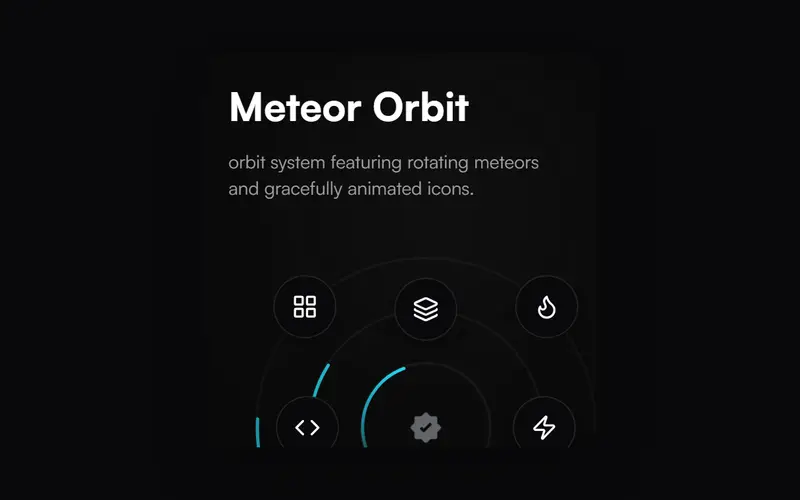 Meteor Orbit
orbit system featuring rotating meteors
and gracefully animated icons.